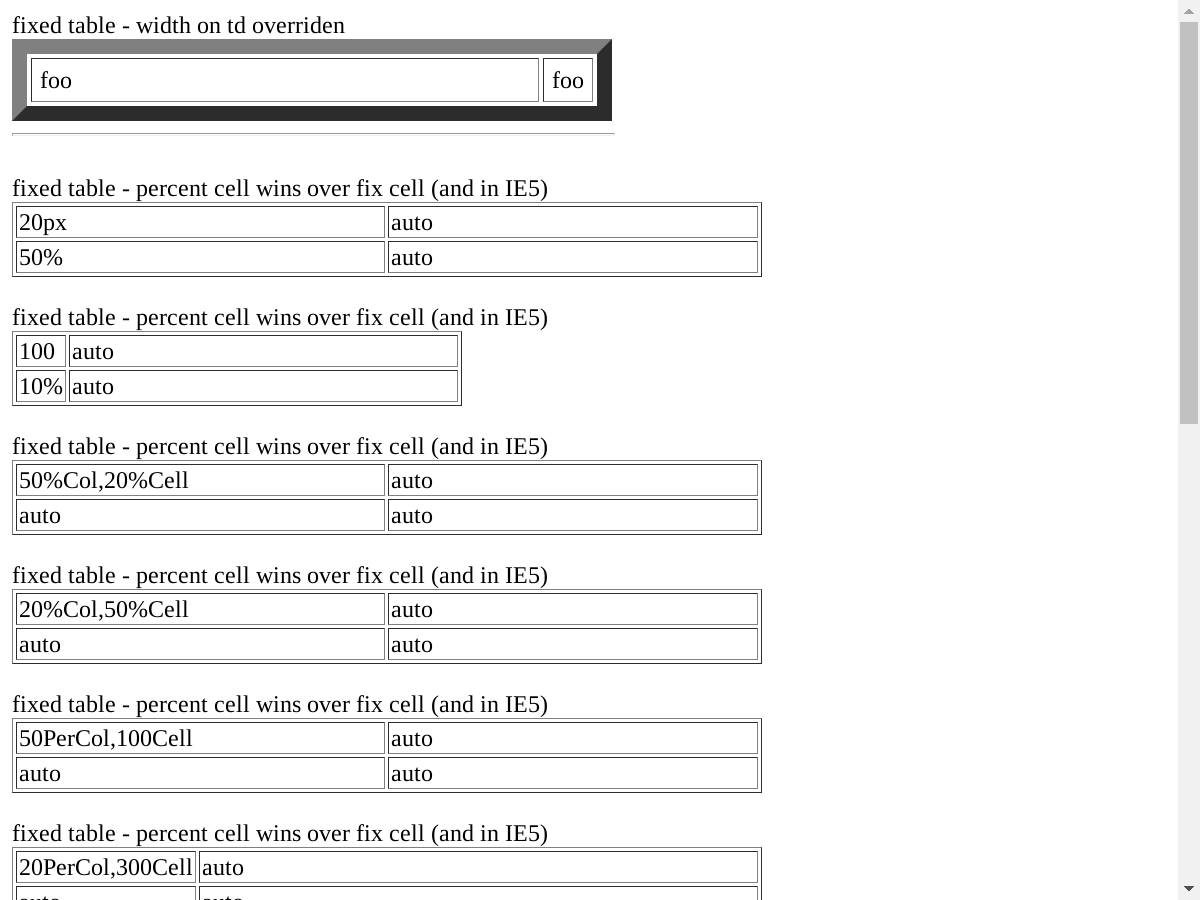 fixed table - width on td overriden
foo foo
fixed table - percent cell wins over fix cell (and in IE5)
20px auto
50% auto
fixed table - percent cell wins over fix cell (and in IE5)
100 auto
10% auto
fixed table - percent cell wins over fix cell (and in IE5)
50%Col,20%Cell auto
auto auto
fixed table - percent cell wins over fix cell (and in IE5)
20%Col,50%Cell auto
auto auto
fixed table - percent cell wins over fix cell (and in IE5)
50PerCol,100Cell auto
auto auto
fixed table - percent cell wins over fix cell (and in IE5)
20PerCol,300Cell auto
auto auto